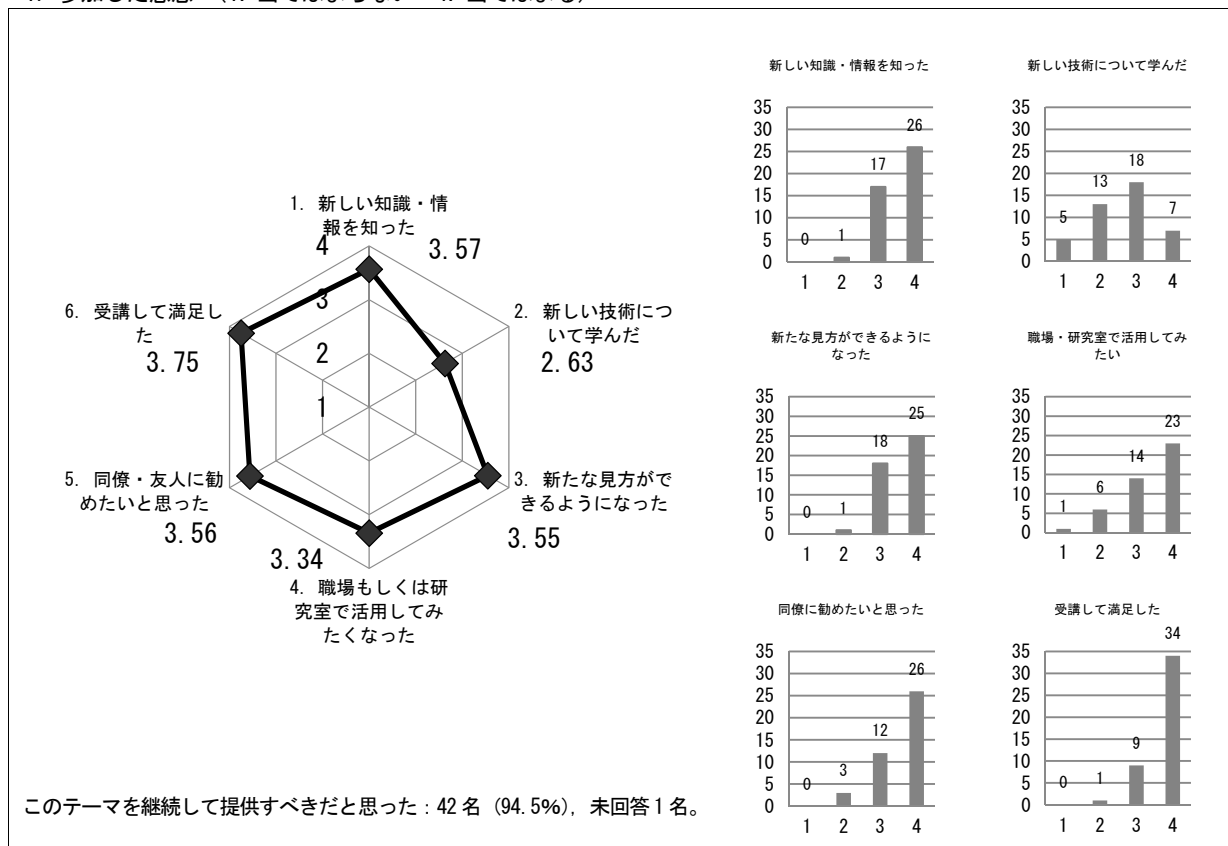 1. 新しい知識・情
報を知った
3.57
2. 新しい技術につ
いて学んだ
2.63
3. 新たな見方がで
きるようになった
3.55
4. 職場もしくは研
究室で活用してみ
たくなった
3.34
5. 同僚・友人に勧
めたいと思った
3.56
6. 受講して満足し
た
3.75
4
3
2
1
このテーマを継続して提供すべきだと思った：42 名（94.5%），未回答 1 名。
新しい知識・情報を知った
35
30
25
20
15
10
5
0
0
1
17
26
1 2 3 4
新しい技術について学んだ
35
30
25
20
15
10
5
0
5
13
18
7
1 2 3 4
新たな見方ができるように
なった
35
30
25
20
15
10
5
0
0
1
18
25
1 2 3 4
職場・研究室で活用してみ
たい
35
30
25
20
15
10
5
0
1
6
14
23
1 2 3 4
同僚に勧めたいと思った
35
30
25
20
15
10
5
0
0
3
12
26
1 2 3 4
受講して満足した
35
30
25
20
15
10
5
0
0
1
9
34
1 2 3 4